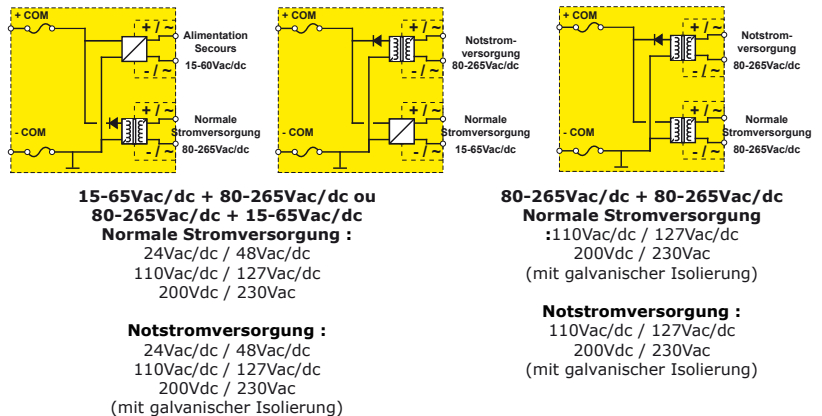 + COM
+ / ~
Alimentation
Secours
15-60Vac/dc
- / ~
+ / ~
Normale
Stromversorgung
80-265Vac/dc
- COM
- / ~
+ COM
+ / ~
Notstrom-
versorgung
80-265Vac/dc
- / ~
+ / ~
Normale
Stromversorgung
15-65Vac/dc
- COM
- / ~
+ COM
+ / ~
Notstrom-
versorgung
80-265Vac/dc
- / ~
+ / ~
Normale
Stromversorgung
80-265Vac/dc
- COM
- / ~
15-65Vac/dc + 80-265Vac/dc ou
80-265Vac/dc + 15-65Vac/dc
Normale Stromversorgung :
24Vac/dc / 48Vac/dc
110Vac/dc / 127Vac/dc
200Vdc / 230Vac
Notstromversorgung :
24Vac/dc / 48Vac/dc
110Vac/dc / 127Vac/dc
200Vdc / 230Vac
(mit galvanischer Isolierung)
80-265Vac/dc + 80-265Vac/dc
Normale Stromversorgung
:110Vac/dc / 127Vac/dc
200Vdc / 230Vac
(mit galvanischer Isolierung)
Notstromversorgung :
110Vac/dc / 127Vac/dc
200Vdc / 230Vac
(mit galvanischer Isolierung)